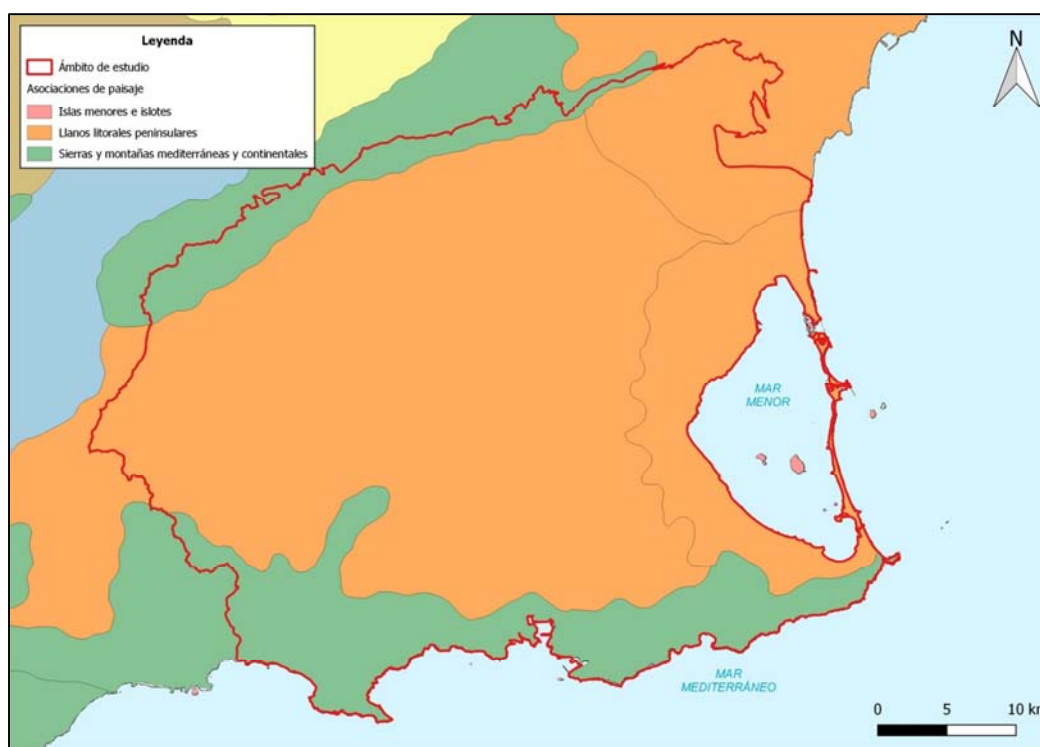 Leyenda
Ámbito de estudio
Asociaciones de paisaje
Islas menores e islotes
Llanos litorales peninsulares
Sierras y montañas mediterráneas y continentales
N
MAR
MENOR
MAR
MEDITERRÁNEO
0 5 10 km